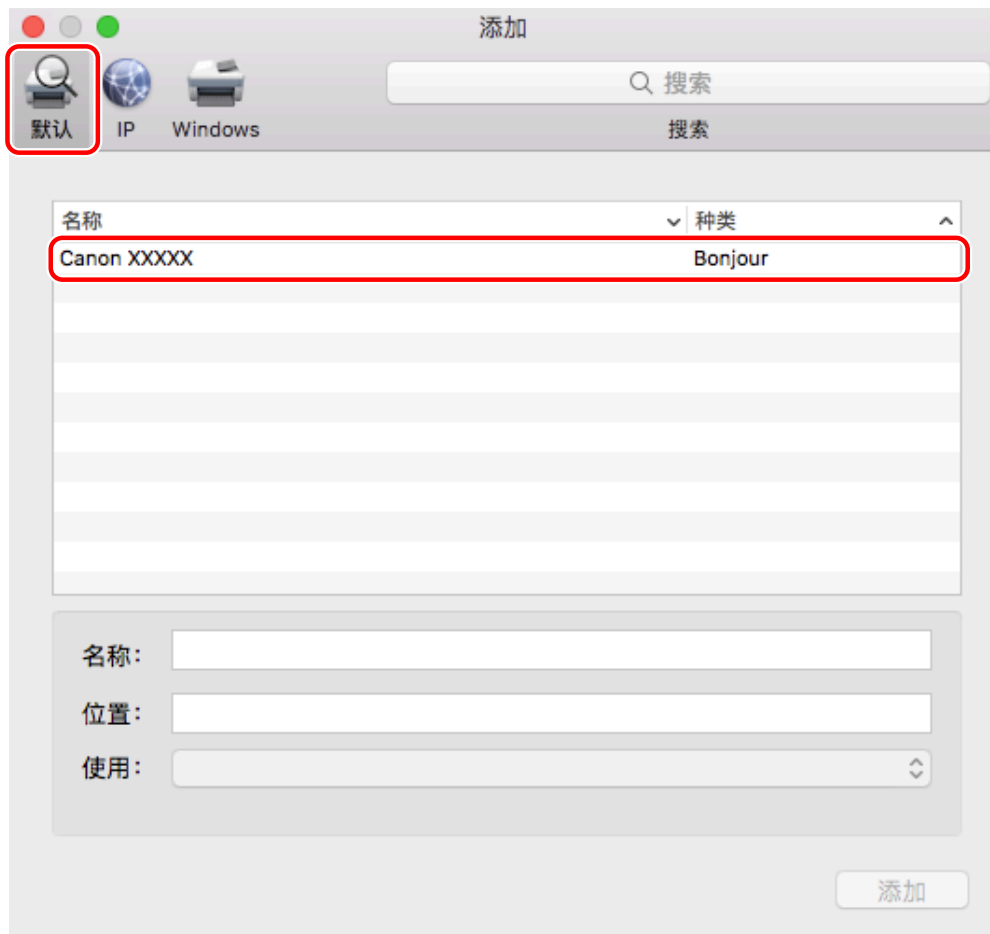 添加
搜索
默认 IP Windows 搜索
名称 种类
Canon XXXXX Bonjour
名称：
位置：
使用：
添加